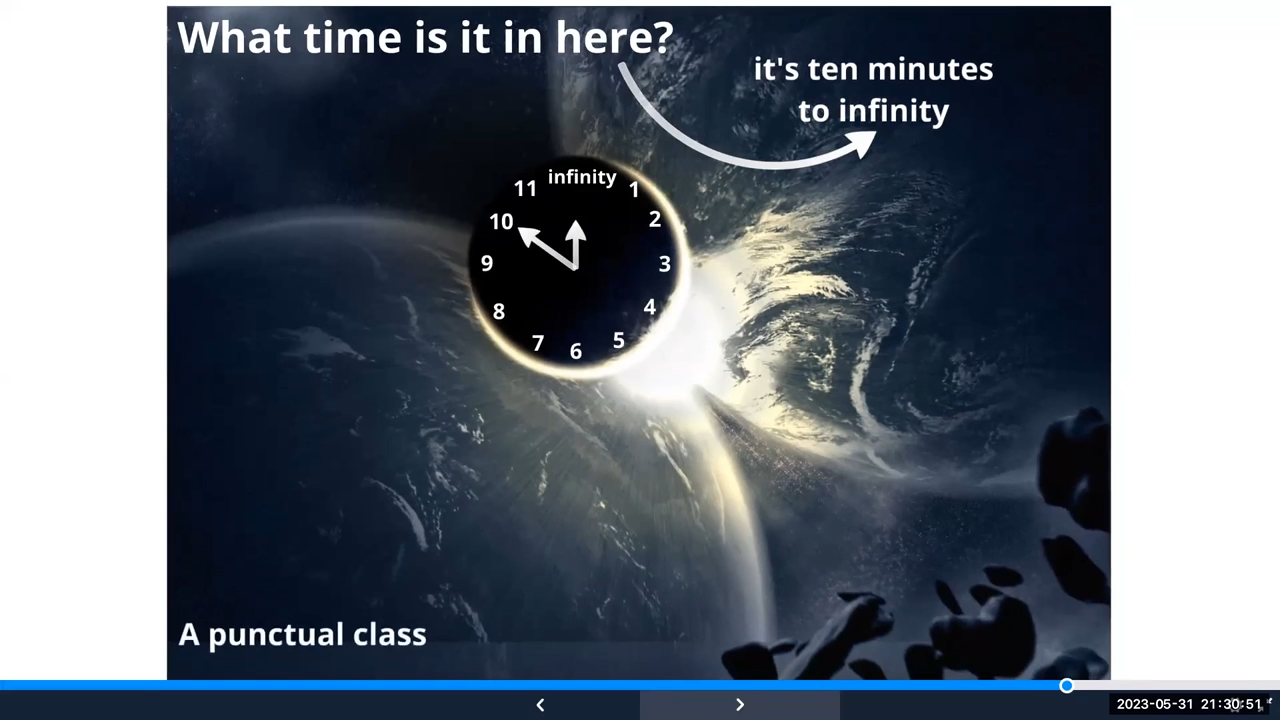 What time is it in here?
it's ten minutes
to infinity
infinity
11
1
10
2
9
3
8
4
7
5
6
A punctual class
2023-05-31 21:30:51